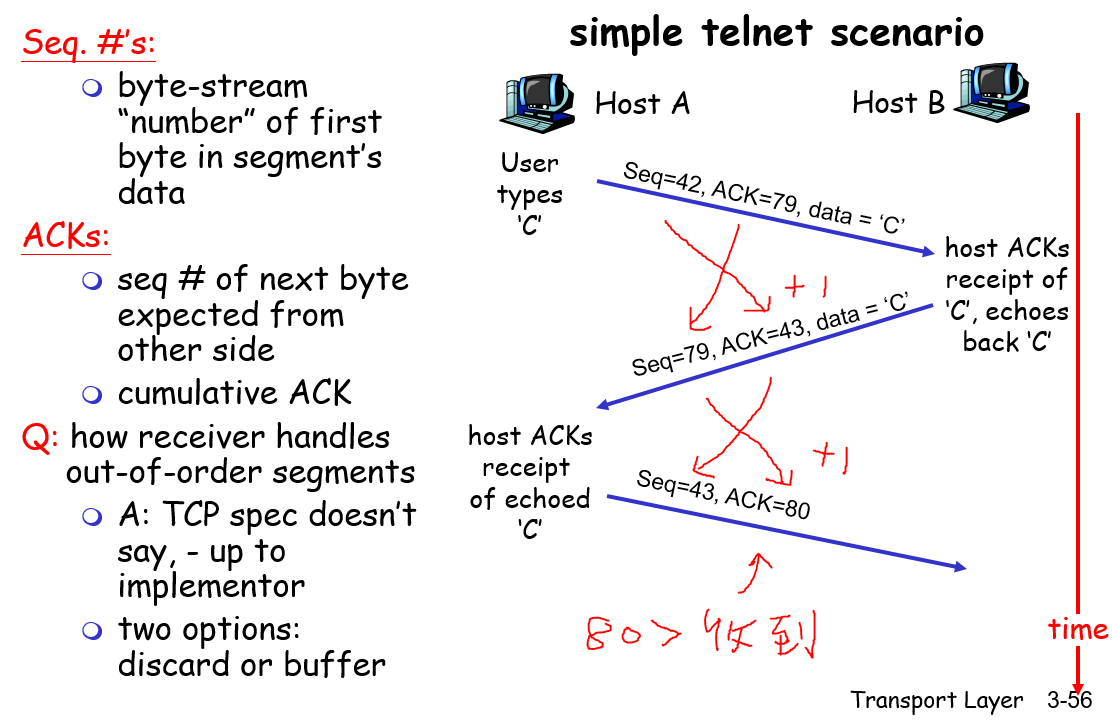 simple telnet scenario
Seq. #'s:
byte-stream
“number” of first
byte in segment’s
data
ACKs:
seq # of next byte
expected from
other side
cumulative ACK
Q: how receiver handles
out-of-order segments
A: TCP spec doesn’t
say, - up to
implementor
two options:
discard or buffer
Host A
Host B
User
types
‘C’
Seq=42, ACK=79, data = ‘C’
host ACKs
receipt of
‘C’, echoes
back ‘C’
+1
Seq=79, ACK=43, data = ‘C’
host ACKs
receipt
of echoed
‘C’
+1
Seq=43, ACK=80
80>收到
time
Transport Layer 3-56